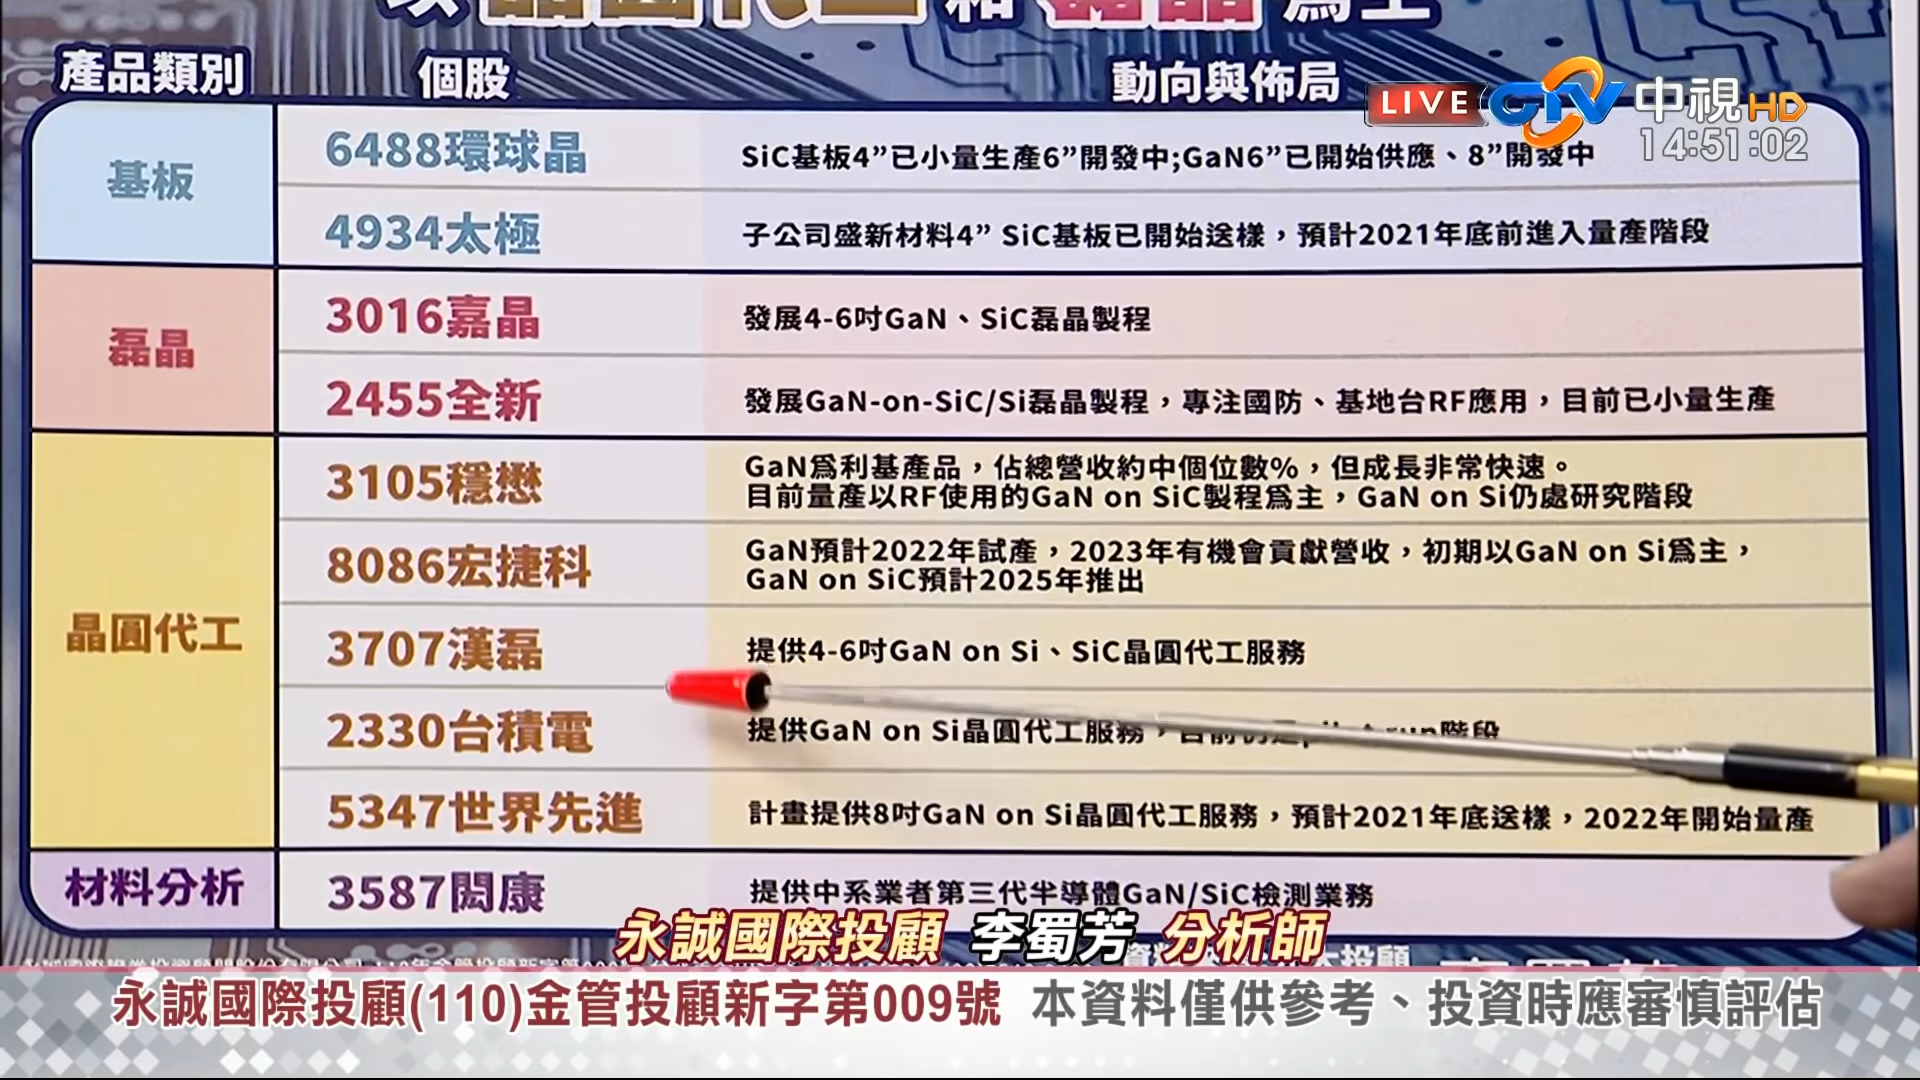 以晶圓代工和磊晶為主
產品類別 個股 動向與佈局
LIVE CTV 中視HD
14:51:02
基板
6488環球晶 SiC基板4”已小量生產6”開發中;GaN6”已開始供應、8”開發中
4934太極 子公司盛新材料4” SiC基板已開始送樣，預計2021年底前進入量產階段
磊晶
3016嘉晶 發展4-6吋GaN、SiC磊晶製程
2455全新 發展GaN-on-SiC/Si磊晶製程，專注國防、基地台RF應用，目前已小量生產
晶圓代工
3105穩懋 GaN爲利基產品，佔總營收約中個位數%，但成長非常快速。
目前量產以RF使用的GaN on SiC製程爲主，GaN on Si仍處研究階段
8086宏捷科 GaN預計2022年試產，2023年有機會貢獻營收，初期以GaN on Si爲主，
GaN on SiC預計2025年推出
3707漢磊 提供4-6吋GaN on Si、SiC晶圓代工服務
2330台積電 提供GaN on Si晶圓代工服務，目前 階段
5347世界先進 計畫提供8吋GaN on Si晶圓代工服務，預計2021年底送樣，2022年開始量產
材料分析
3587閎康 提供中系業者第三代半導體GaN/SiC檢測業務
永誠國際投顧 李蜀芳 分析師
永誠國際投顧(110)金管投顧新字第009號 本資料僅供參考、投資時應審慎評估